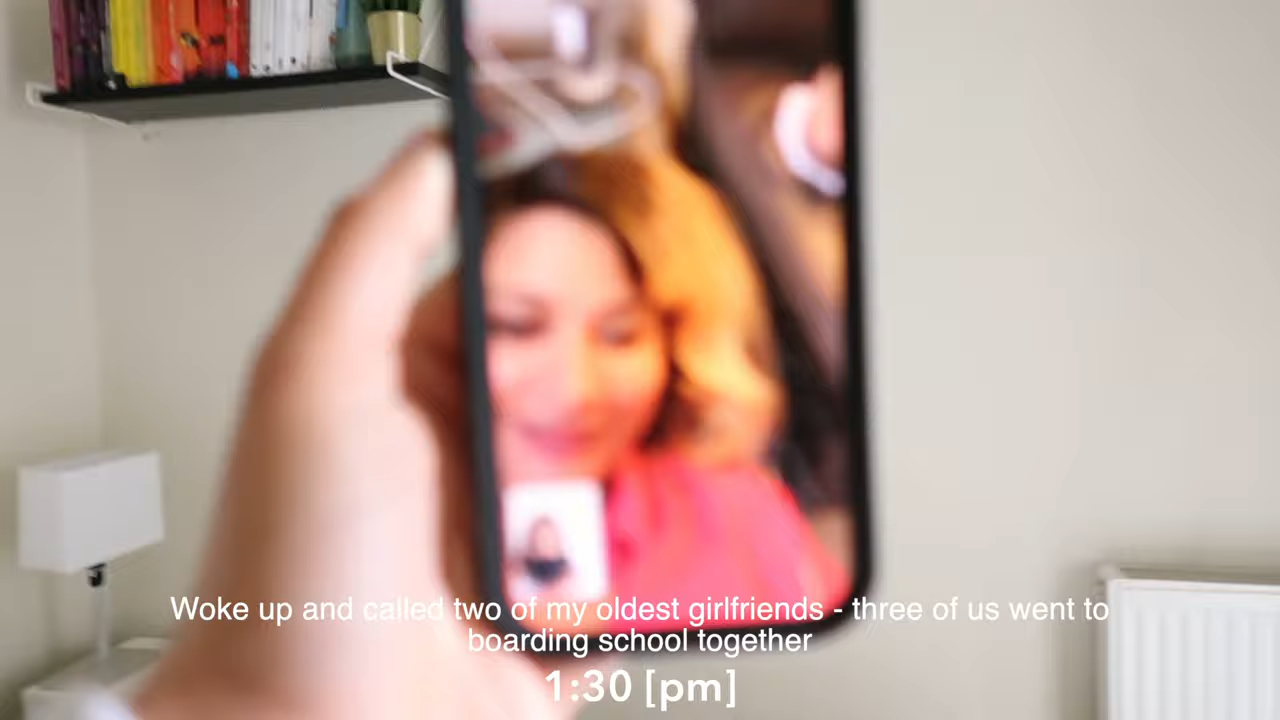 Woke up and called two of my oldest girlfriends - three of us went to
boarding school together
1:30 [pm]